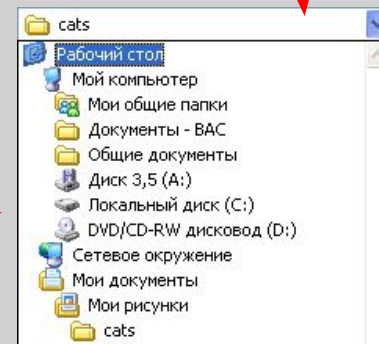 cats
Рабочий стол
Мой компьютер
Мои общие папки
Документы - BAC
Общие документы
Диск 3,5 (A:)
Локальный диск (C:)
DVD/CD-RW дисковод (D:)
Сетевое окружение
Мои документы
Мои рисунки
cats